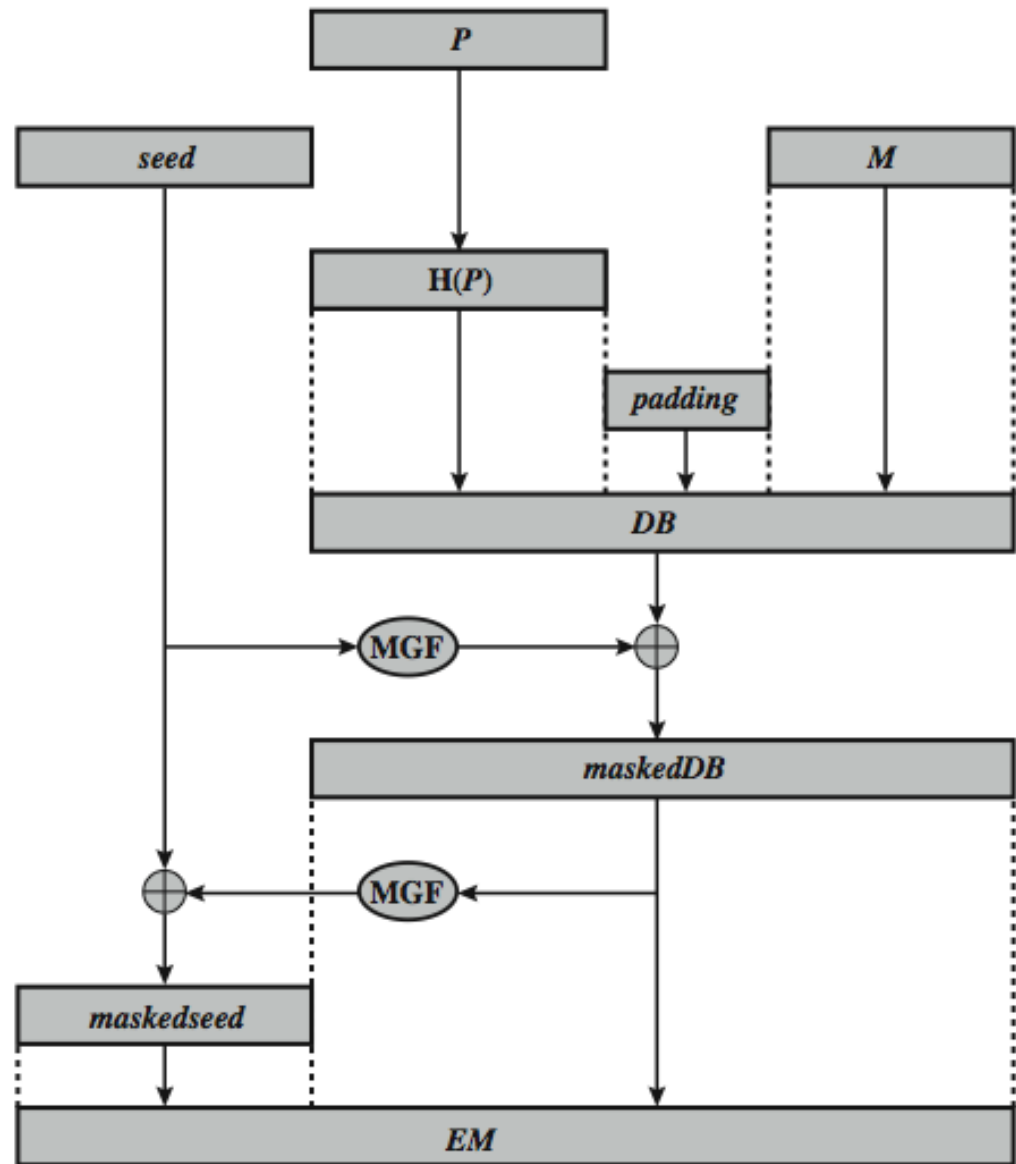 P
seed
M
H(P)
padding
DB
MGF
maskedDB
MGF
maskedseed
EM